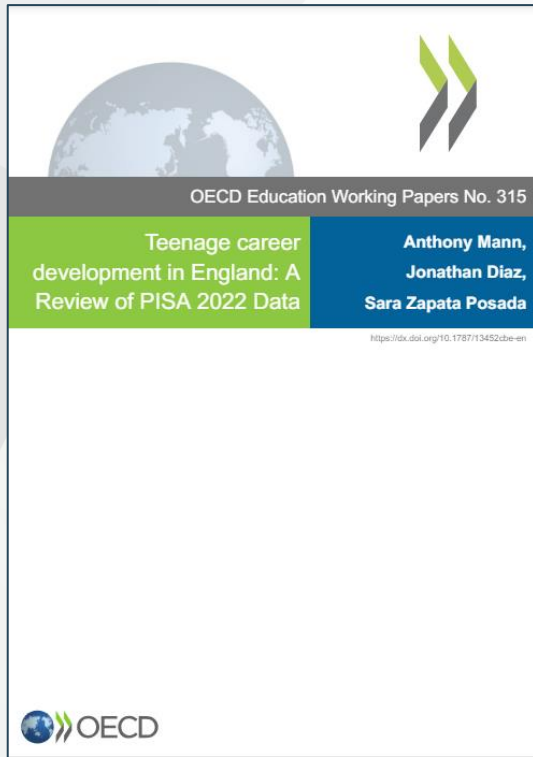 OECD Education Working Papers No. 315
Teenage career
development in England: A
Review of PISA 2022 Data
Anthony Mann,
Jonathan Diaz,
Sara Zapata Posada
https://dx.doi.org/10.1787/13452cbe-en
OECD